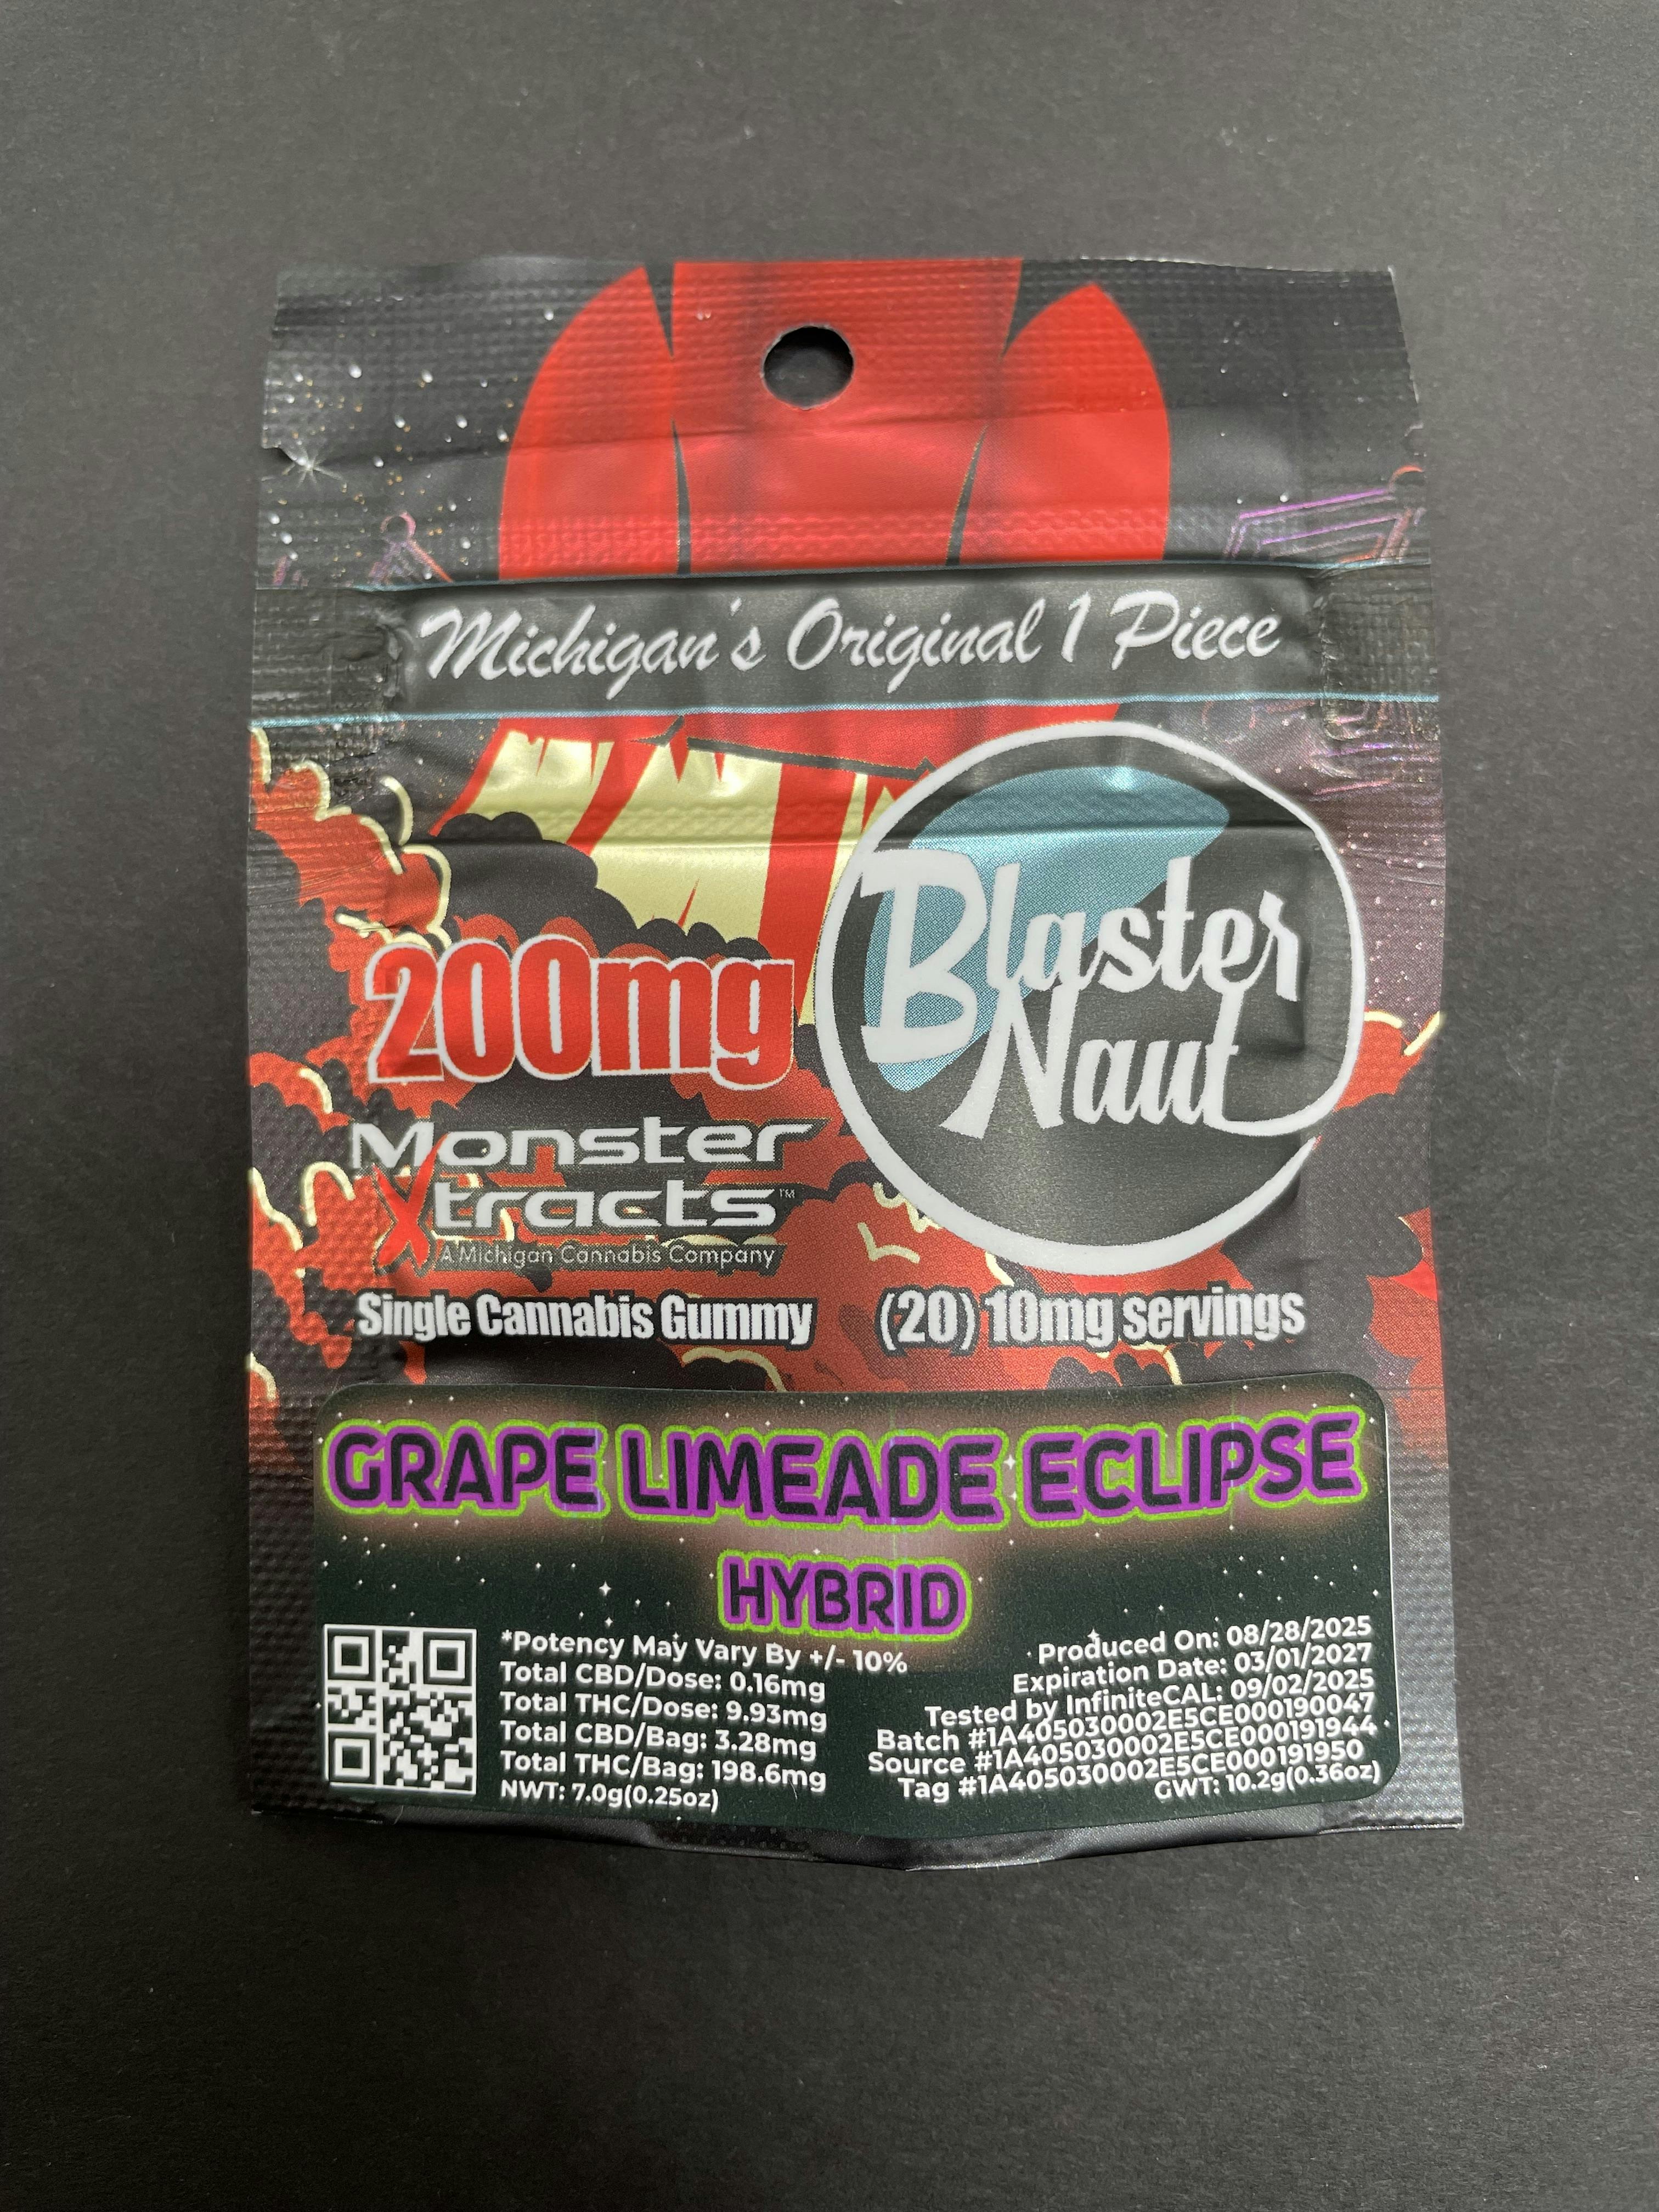 Michigan's Original 1 Piece
Blaster
Naut
200mg
Monster
Xtracts™
A Michigan Cannabis Company
Single Cannabis Gummy
(20) 10mg servings
GRAPE LIMEADE ECLIPSE
HYBRID
*Potency May Vary By +/- 10%
Total CBD/Dose: 0.16mg
Total THC/Dose: 9.93mg
Total CBD/Bag: 3.28mg
Total THC/Bag: 198.6mg
NWT: 7.0g(0.25oz)
Produced On: 08/28/2025
Expiration Date: 03/01/2027
Tested by InfiniteCAL: 09/02/2025
Batch #1A405030002E5CE000190047
Source #1A405030002E5CE000191944
Tag #1A405030002E5CE000191950
GWT: 10.2g(0.36oz)